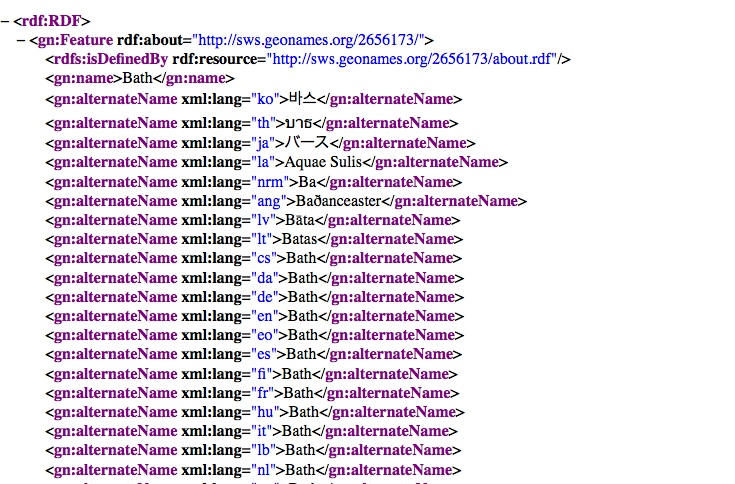 – <rdf:RDF>
– <gn:Feature rdf:about="http://sws.geonames.org/2656173/">
<rdfs:isDefinedBy rdf:resource="http://sws.geonames.org/2656173/about.rdf"/>
<gn:name>Bath</gn:name>
<gn:alternateName xml:lang="ko">바스</gn:alternateName>
<gn:alternateName xml:lang="th">บาธ</gn:alternateName>
<gn:alternateName xml:lang="ja">バース</gn:alternateName>
<gn:alternateName xml:lang="la">Aquae Sulis</gn:alternateName>
<gn:alternateName xml:lang="nrm">Ba</gn:alternateName>
<gn:alternateName xml:lang="ang">Baðanceaster</gn:alternateName>
<gn:alternateName xml:lang="lv">Bāta</gn:alternateName>
<gn:alternateName xml:lang="lt">Batas</gn:alternateName>
<gn:alternateName xml:lang="cs">Bath</gn:alternateName>
<gn:alternateName xml:lang="da">Bath</gn:alternateName>
<gn:alternateName xml:lang="de">Bath</gn:alternateName>
<gn:alternateName xml:lang="en">Bath</gn:alternateName>
<gn:alternateName xml:lang="eo">Bath</gn:alternateName>
<gn:alternateName xml:lang="es">Bath</gn:alternateName>
<gn:alternateName xml:lang="fi">Bath</gn:alternateName>
<gn:alternateName xml:lang="fr">Bath</gn:alternateName>
<gn:alternateName xml:lang="hu">Bath</gn:alternateName>
<gn:alternateName xml:lang="it">Bath</gn:alternateName>
<gn:alternateName xml:lang="lb">Bath</gn:alternateName>
<gn:alternateName xml:lang="nl">Bath</gn:alternateName>